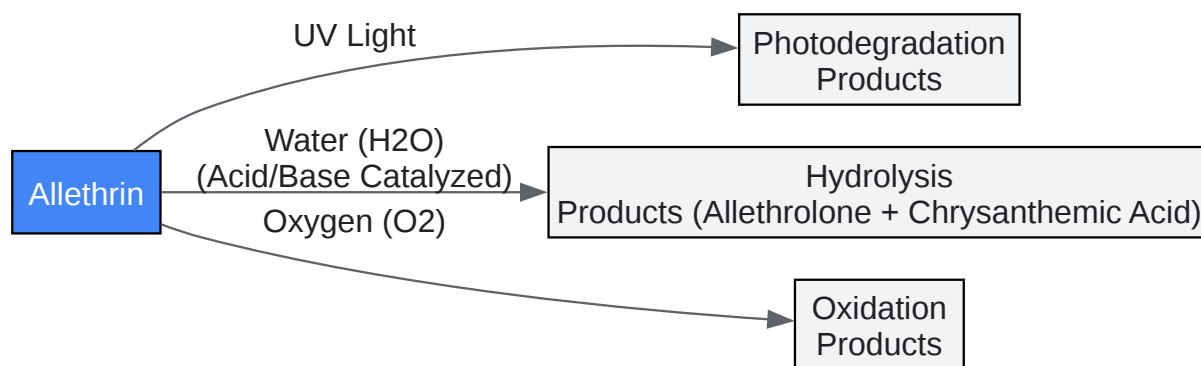 UV Light
Photodegradation
Products
Allethrin
Water (H2O)
(Acid/Base Catalyzed)
Hydrolysis
Products (Allethrolone + Chrysanthemic Acid)
Oxygen (O2)
Oxidation
Products